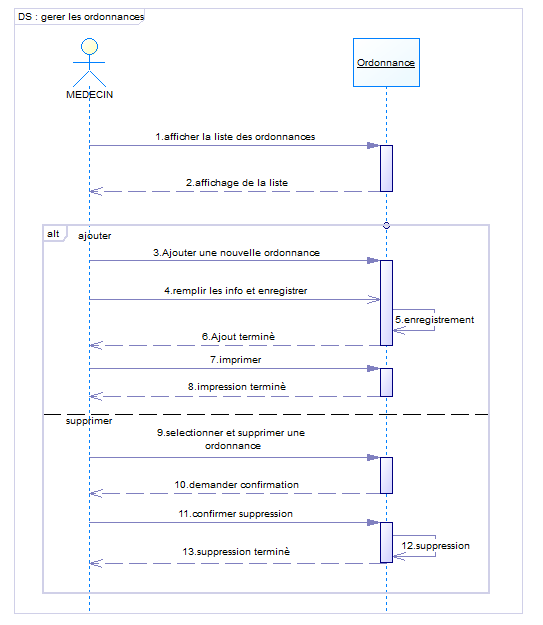 DS : gerer les ordonnances
Ordonnance
MEDECIN
1.afficher la liste des ordonnances
2.affichage de la liste
alt
ajouter
3.Ajouter une nouvelle ordonnance
4.remplir les info et enregistrer
5.enregistrement
6.Ajout terminè
7.imprimer
8.impression terminè
supprimer
9.selectionner et supprimer une
ordonnance
10.demander confirmation
11.confirmer suppression
12.suppression
13.suppression terminè